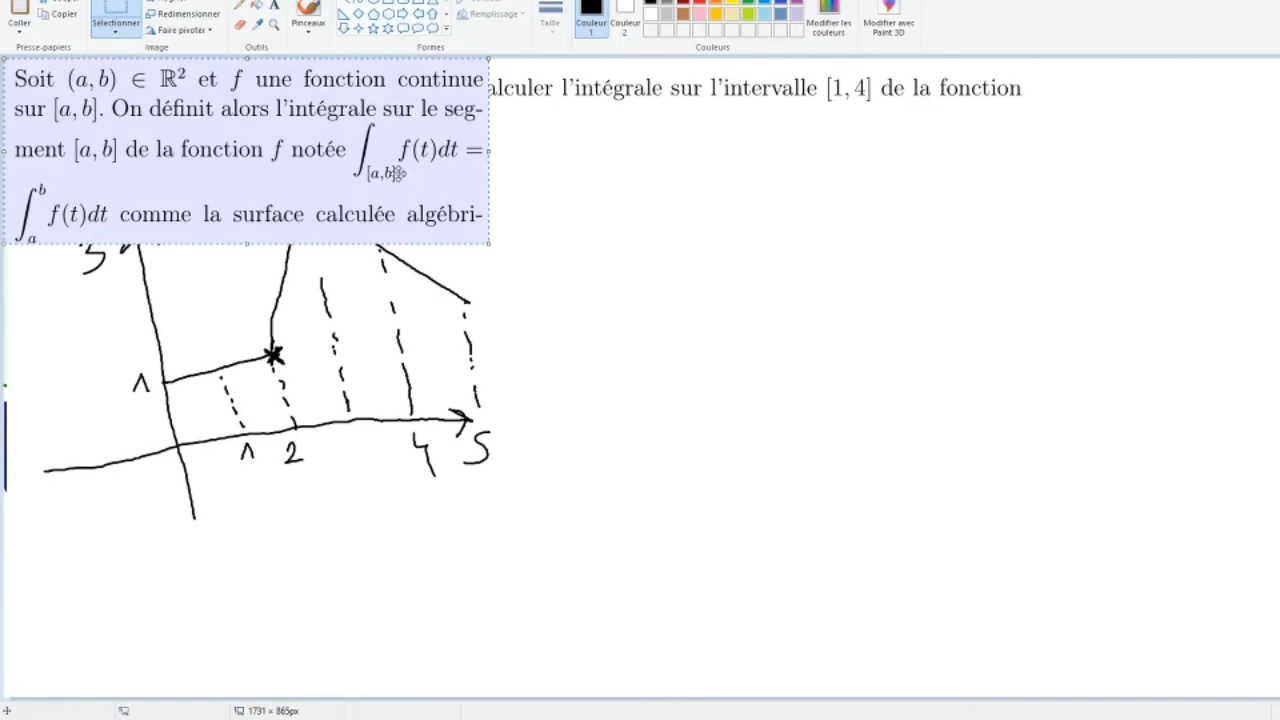 Coller
Copier
Sélectionner
Redimensionner
Faire pivoter
Pinceaux
Contour
Remplissage
Taille
Couleur 1
Couleur 2
Modifier les couleurs
Modifier avec Paint 3D
Presse-papiers
Image
Outils
Formes
Couleurs
Soit (a, b) ∈ ℝ² et f une fonction continue
sur [a, b]. On définit alors l'intégrale sur le seg-
ment [a, b] de la fonction f notée ∫[a,b] f(t)dt =
∫ₐᵇ f(t)dt comme la surface calculée algébri-
alculer l'intégrale sur l'intervalle [1, 4] de la fonction
1
1
2
4
5
1731 × 865px